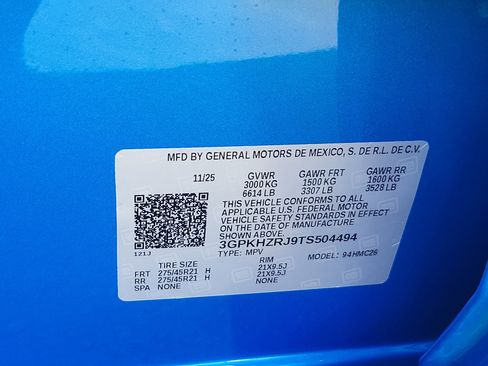 MFD BY GENERAL MOTORS DE MEXICO, S. DE R.L. DE C.V.
11/25 GVWR GAWR FRT GAWR RR
3000 KG 1500 KG 1600 KG
6614 LB 3307 LB 3528 LB
THIS VEHICLE CONFORMS TO ALL
APPLICABLE U.S. FEDERAL MOTOR
VEHICLE SAFETY STANDARDS IN EFFECT
ON THE DATE OF MANUFACTURE
SHOWN ABOVE.
3GPKHZRJ9TS504494
121J TYPE: MPV MODEL: 94HMC26
TIRE SIZE RIM
FRT 275/45R21 H 21X9.5J
RR 275/45R21 H 21X9.5J
SPA NONE NONE